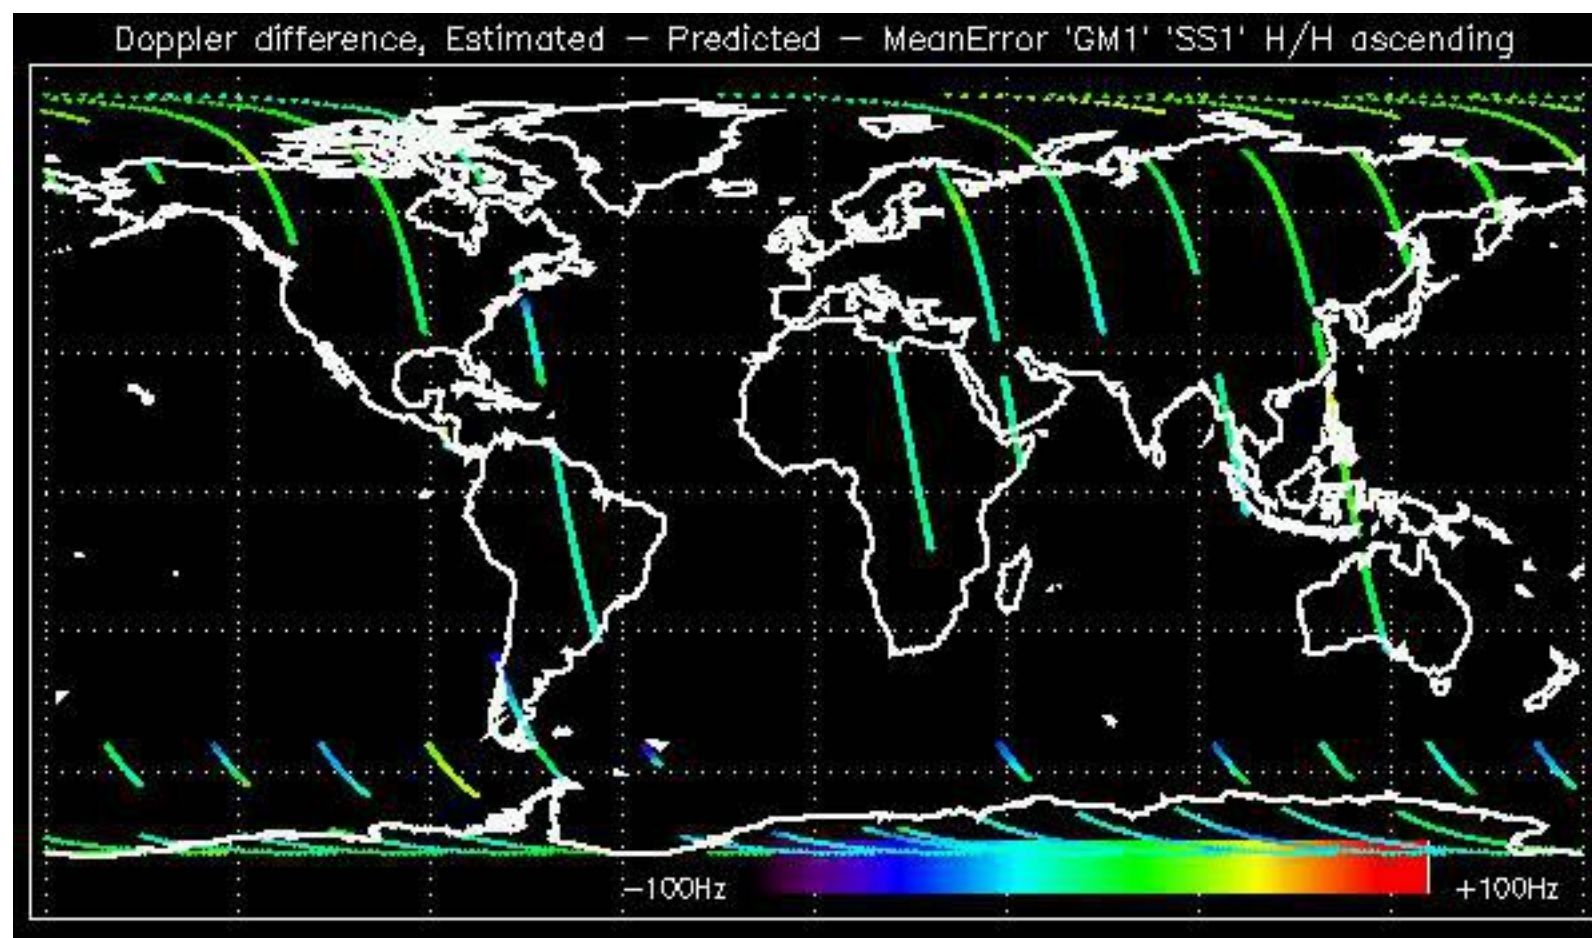 Doppler difference, Estimated – Predicted – MeanError 'GM1' 'SS1' H/H ascending
–100Hz
+100Hz